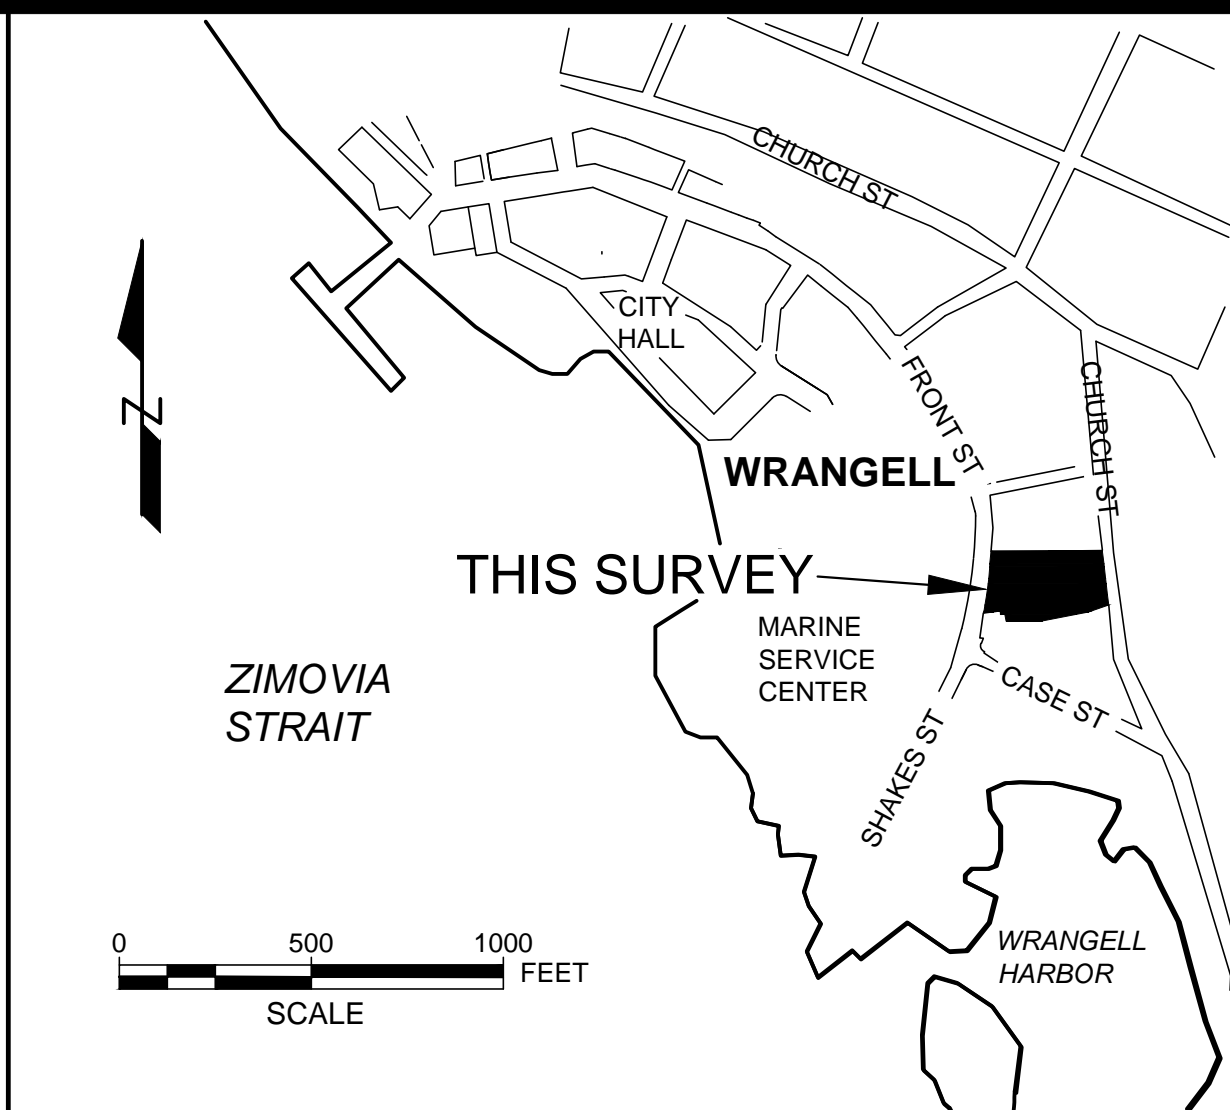 CHURCH ST
CITY
HALL
FRONT ST
CHURCH ST
N
WRANGELL
THIS SURVEY
MARINE
SERVICE
CENTER
ZIMOVIA
STRAIT
CASE ST
SHAKES ST
WRANGELL
HARBOR
0 500 1000
FEET
SCALE